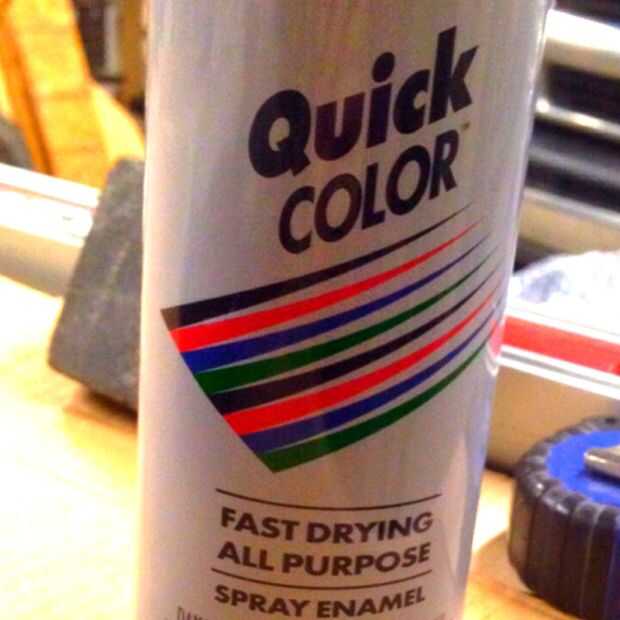 Quick
COLOR™
FAST DRYING
ALL PURPOSE
SPRAY ENAMEL